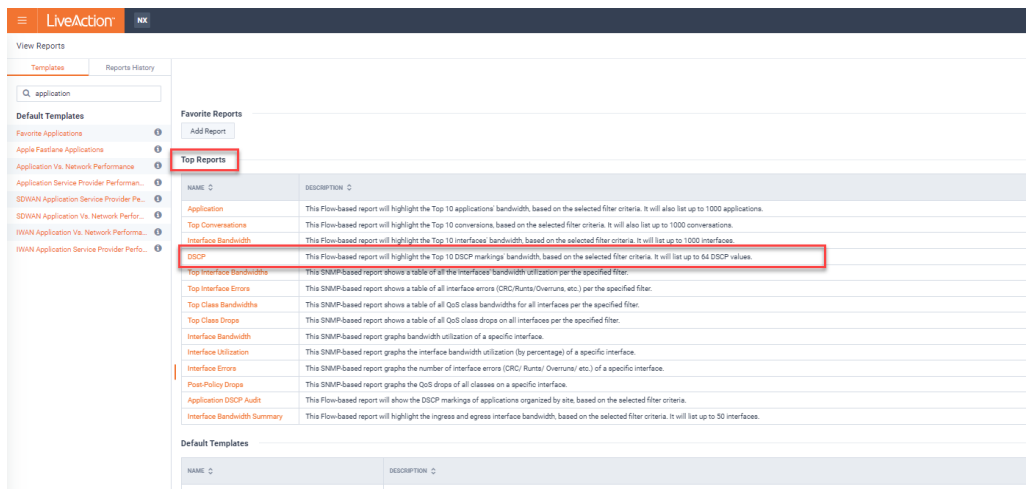 LiveAction NX
View Reports
Templates Reports History
application
Default Templates
Favorite Applications
Apple Fastlane Applications
Application Vs. Network Performance
Application Service Provider Performan...
SDWAN Application Service Provider Pe...
SDWAN Application Vs. Network Perfor...
IWAN Application Vs. Network Performa...
IWAN Application Service Provider Perfo...
Favorite Reports
Add Report
Top Reports
NAME DESCRIPTION
Application This Flow-based report will highlight the Top 10 applications' bandwidth, based on the selected filter criteria. It will also list up to 1000 applications.
Top Conversations This Flow-based report will highlight the Top 10 conversions, based on the selected filter criteria. It will also list up to 1000 conversations.
Interface Bandwidth This Flow-based report will highlight the Top 10 interfaces' bandwidth, based on the selected filter criteria. It will list up to 1000 interfaces.
DSCP This Flow-based report will highlight the Top 10 DSCP markings' bandwidth, based on the selected filter criteria. It will list up to 64 DSCP values.
Top Interface Bandwidths This SNMP-based report shows a table of all the interfaces' bandwidth utilization per the specified filter.
Top Interface Errors This SNMP-based report shows a table of all interface errors (CRC/Runts/Overruns, etc.) per the specified filter.
Top Class Bandwidths This SNMP-based report shows a table of all QoS class bandwidths for all interfaces per the specified filter.
Top Class Drops This SNMP-based report shows a table of all QoS class drops on all interfaces per the specified filter.
Interface Bandwidth This SNMP-based report graphs bandwidth utilization of a specific interface.
Interface Utilization This SNMP-based report graphs the interface bandwidth utilization (by percentage) of a specific interface.
Interface Errors This SNMP-based report graphs the number of interface errors (CRC/ Runts/ Overruns/ etc.) of a specific interface.
Post-Policy Drops This SNMP-based report graphs the QoS drops of all classes on a specific interface.
Application DSCP Audit This Flow-based report will show the DSCP markings of applications organized by site, based on the selected filter criteria.
Interface Bandwidth Summary This Flow-based report will highlight the ingress and egress interface bandwidth, based on the selected filter criteria. It will list up to 50 interfaces.
Default Templates
NAME DESCRIPTION